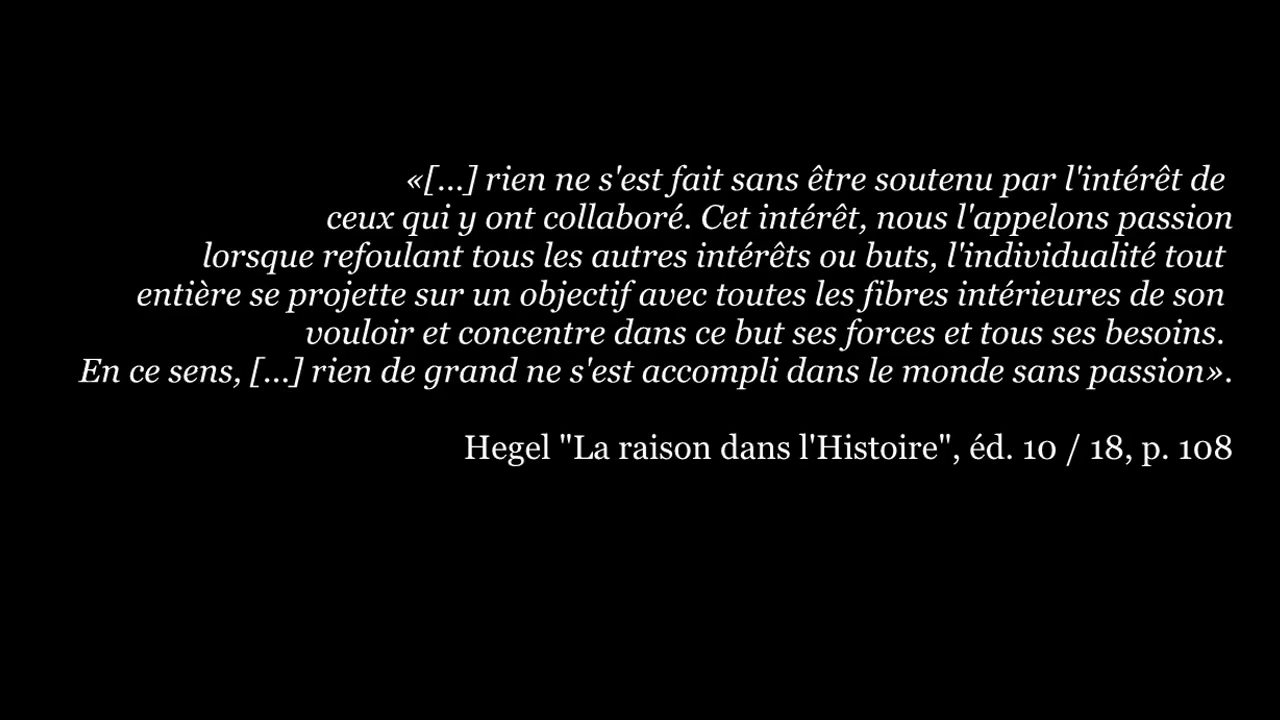 «[...] rien ne s'est fait sans être soutenu par l'intérêt de
ceux qui y ont collaboré. Cet intérêt, nous l'appelons passion
lorsque refoulant tous les autres intérêts ou buts, l'individualité tout
entière se projette sur un objectif avec toutes les fibres intérieures de son
vouloir et concentre dans ce but ses forces et tous ses besoins.
En ce sens, [...] rien de grand ne s'est accompli dans le monde sans passion».
Hegel "La raison dans l'Histoire", éd. 10 / 18, p. 108